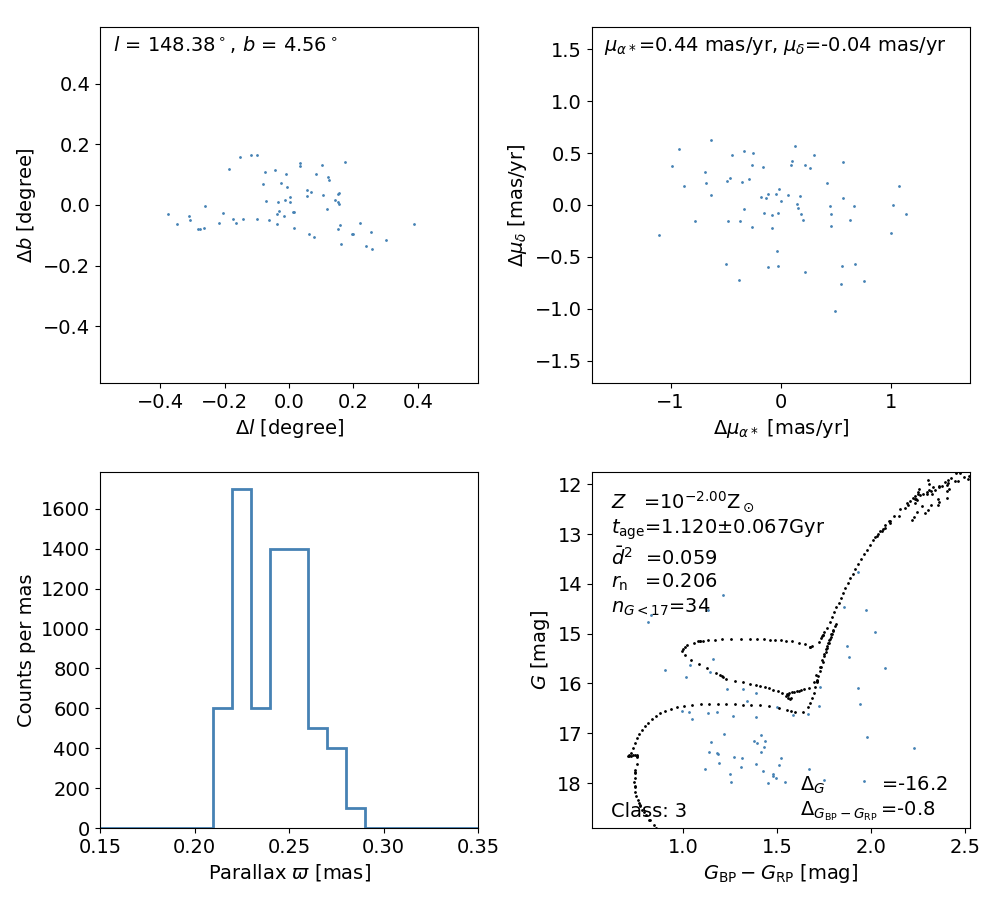 l = 148.38°, b = 4.56°
0.4
0.2
0.0
−0.2
−0.4
Δb [degree]
−0.4 −0.2 0.0 0.2 0.4
Δl [degree]
μα*=0.44 mas/yr, μδ=-0.04 mas/yr
1.5
1.0
0.5
0.0
−0.5
−1.0
−1.5
Δμδ [mas/yr]
−1 0 1
Δμα* [mas/yr]
1600
1400
1200
1000
800
600
400
200
0
Counts per mas
0.15 0.20 0.25 0.30 0.35
Parallax ϖ [mas]
Z =10^−2.00 Z⊙
tage=1.120±0.067Gyr
d̄² =0.059
rn =0.206
nG<17=34
ΔG =-16.2
ΔGBP−GRP=-0.8
Class: 3
12
13
14
15
16
17
18
G [mag]
1.0 1.5 2.0 2.5
GBP − GRP [mag]